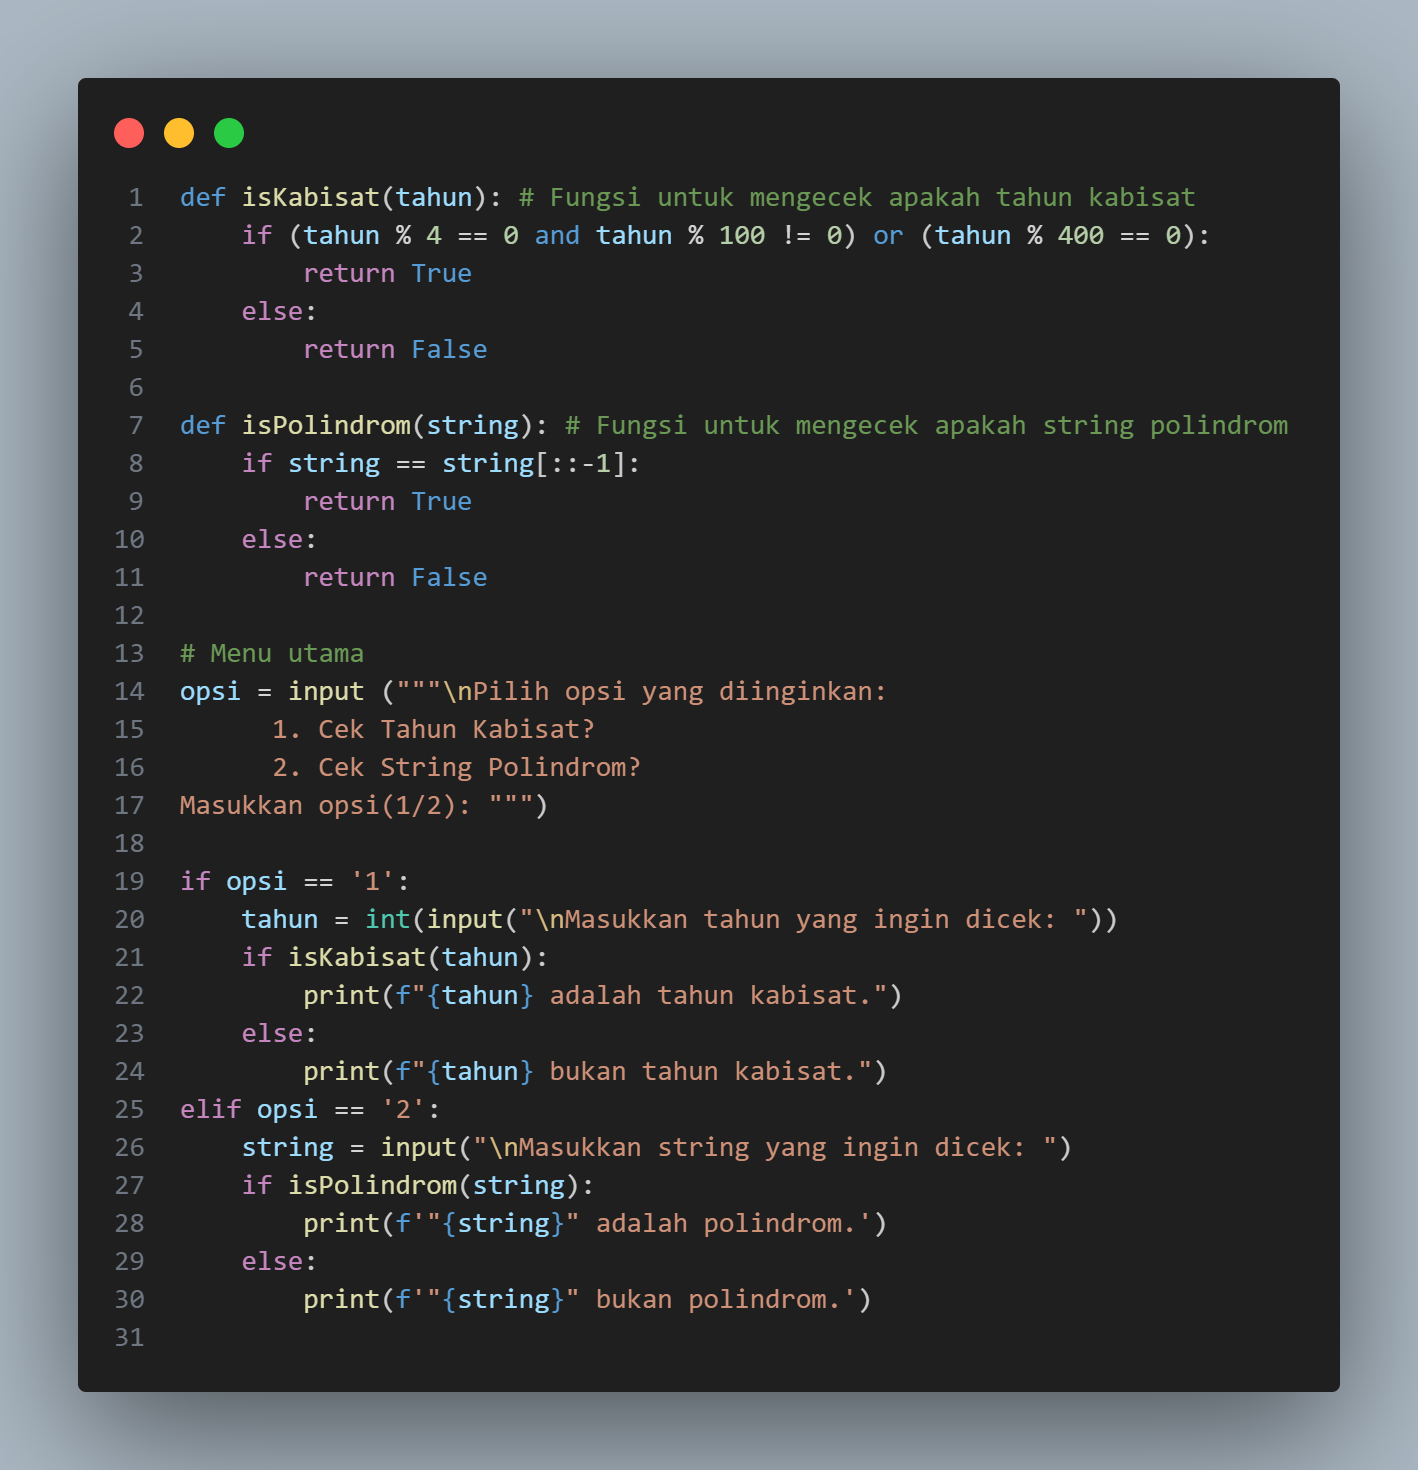 1 def isKabisat(tahun): # Fungsi untuk mengecek apakah tahun kabisat
2     if (tahun % 4 == 0 and tahun % 100 != 0) or (tahun % 400 == 0):
3         return True
4     else:
5         return False
6
7 def isPolindrom(string): # Fungsi untuk mengecek apakah string polindrom
8     if string == string[::-1]:
9         return True
10     else:
11         return False
12
13 # Menu utama
14 opsi = input ("""\nPilih opsi yang diinginkan:
15       1. Cek Tahun Kabisat?
16       2. Cek String Polindrom?
17 Masukkan opsi(1/2): """)
18
19 if opsi == '1':
20     tahun = int(input("\nMasukkan tahun yang ingin dicek: "))
21     if isKabisat(tahun):
22         print(f"{tahun} adalah tahun kabisat.")
23     else:
24         print(f"{tahun} bukan tahun kabisat.")
25 elif opsi == '2':
26     string = input("\nMasukkan string yang ingin dicek: ")
27     if isPolindrom(string):
28         print(f'"{string}" adalah polindrom.')
29     else:
30         print(f'"{string}" bukan polindrom.')
31